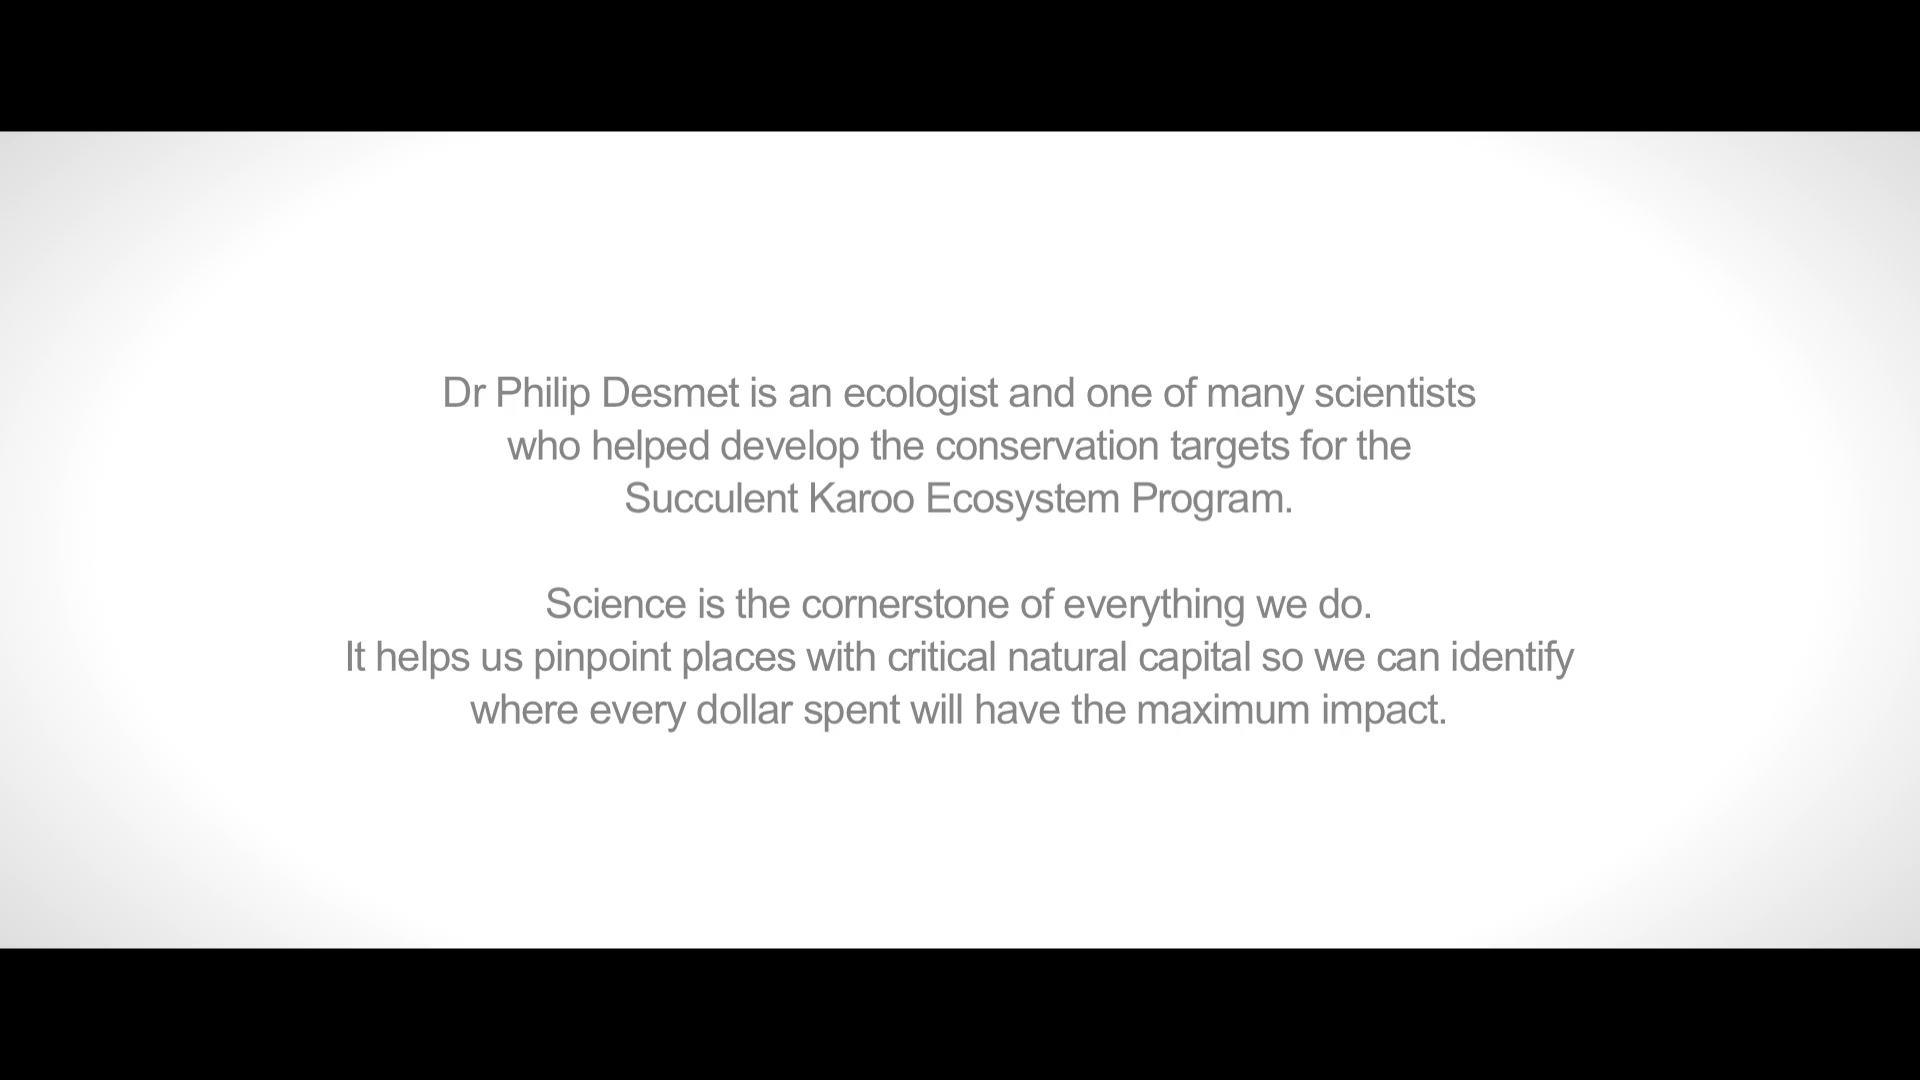 Dr Philip Desmet is an ecologist and one of many scientists
who helped develop the conservation targets for the
Succulent Karoo Ecosystem Program.
Science is the cornerstone of everything we do.
It helps us pinpoint places with critical natural capital so we can identify
where every dollar spent will have the maximum impact.